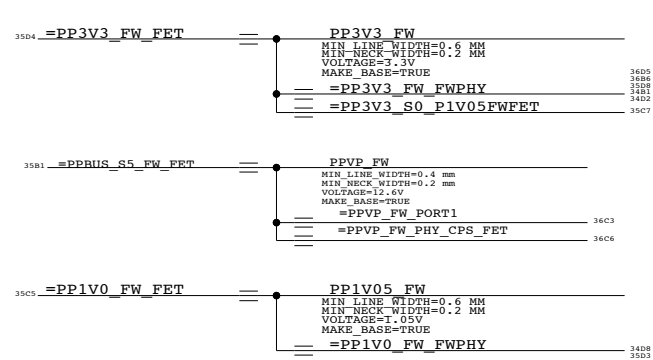 35D4 =PP3V3_FW_FET PP3V3_FW
MIN_LINE_WIDTH=0.6 MM
MIN_NECK_WIDTH=0.2 MM
VOLTAGE=3.3V
MAKE_BASE=TRUE
=PP3V3_FW_FWPHY 36D5 36B6 35D8 34B1 34D2
=PP3V3_S0_P1V05FWFET 35C7
35B1 =PPBUS_S5_FW_FET PPVP_FW
MIN_LINE_WIDTH=0.4 mm
MIN_NECK_WIDTH=0.2 mm
VOLTAGE=12.6V
MAKE_BASE=TRUE
=PPVP_FW_PORT1 36C3
=PPVP_FW_PHY_CPS_FET 36C6
35C5 =PP1V0_FW_FET PP1V05_FW
MIN_LINE_WIDTH=0.6 MM
MIN_NECK_WIDTH=0.2 MM
VOLTAGE=1.05V
MAKE_BASE=TRUE
=PP1V0_FW_FWPHY 34D8 35D3